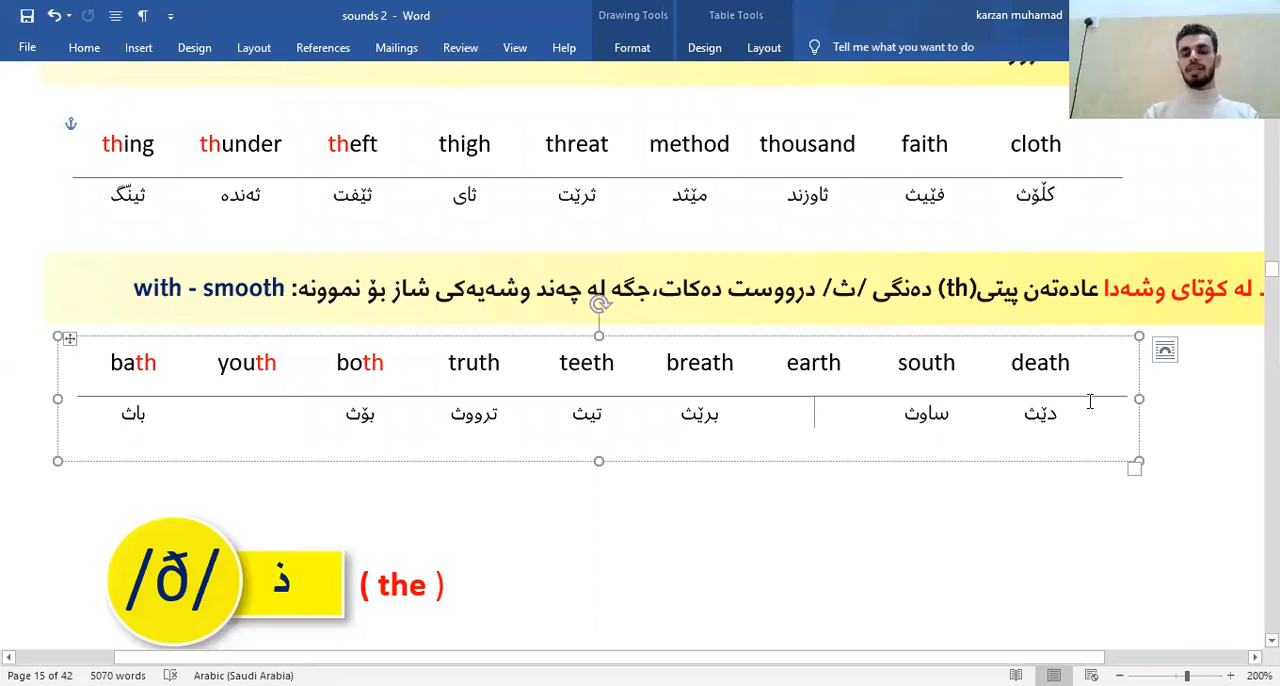 sounds 2 - Word
Drawing Tools
Table Tools
karzan muhamad
File Home Insert Design Layout References Mailings Review View Help Format Design Layout Tell me what you want to do
thing thunder theft thigh threat method thousand faith cloth
ثینّگ ثەندە ثێفت ثای ثرێت مێثد ثاوزند فێیث کڵۆث
. لە کۆتای وشەدا عادەتەن پیتی(th) دەنگی /ث/ درووست دەکات،جگە لە چەند وشەیەکی شاز بۆ نموونە: with - smooth
bath youth both truth teeth breath earth south death
باث بۆث ترووث تیث برێث ساوث دێث
/ð/ ذ ( the )
Page 15 of 42 5070 words Arabic (Saudi Arabia) 200%